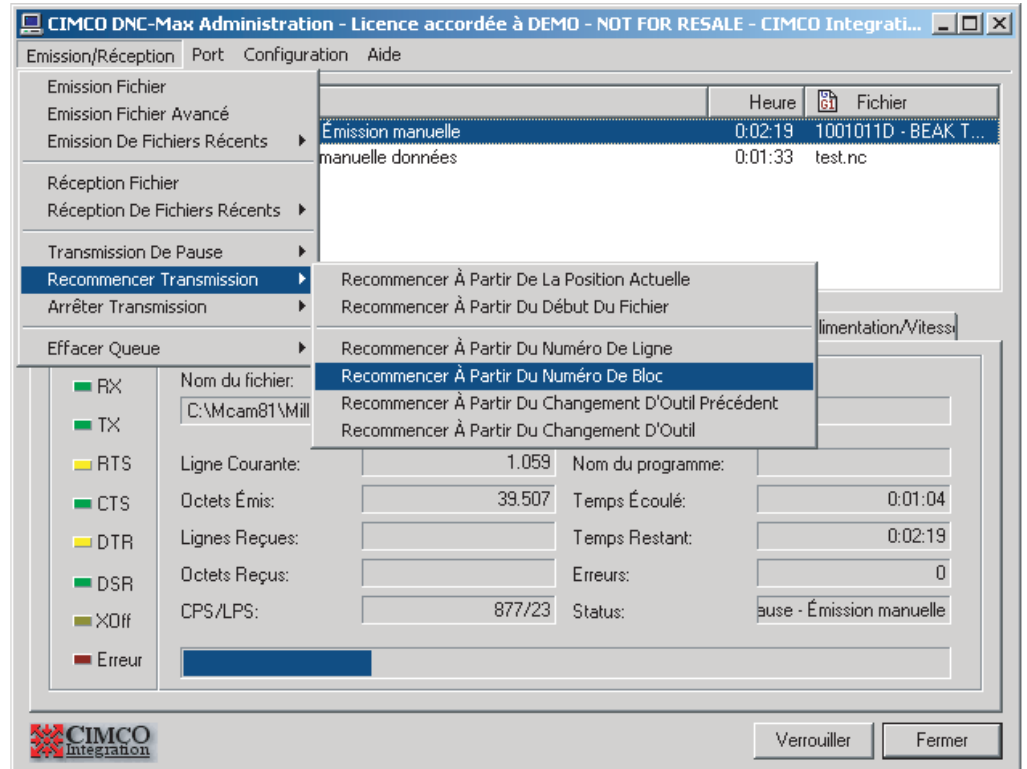 CIMCO DNC-Max Administration - Licence accordée à DEMO - NOT FOR RESALE - CIMCO Integrati...
Emission/Réception Port Configuration Aide
Emission Fichier
Emission Fichier Avancé
Emission De Fichiers Récents
Réception Fichier
Réception De Fichiers Récents
Transmission De Pause
Recommencer Transmission
Arrêter Transmission
Effacer Queue
Heure Fichier
Émission manuelle 0:02:19 1001011D - BEAK T...
manuelle données 0:01:33 test.nc
Recommencer À Partir De La Position Actuelle
Recommencer À Partir Du Début Du Fichier
Recommencer À Partir Du Numéro De Ligne
Recommencer À Partir Du Numéro De Bloc
Recommencer À Partir Du Changement D'Outil Précédent
Recommencer À Partir Du Changement D'Outil
limentation/Vitess
RX
TX
RTS
CTS
DTR
DSR
XOff
Erreur
Nom du fichier:
C:\Mcam81\Mill
Ligne Courante: 1.059 Nom du programme:
Octets Émis: 39.507 Temps Écoulé: 0:01:04
Lignes Reçues: Temps Restant: 0:02:19
Octets Reçus: Erreurs: 0
CPS/LPS: 877/23 Status: ause - Émission manuelle
CIMCO
Integration
Verrouiller Fermer